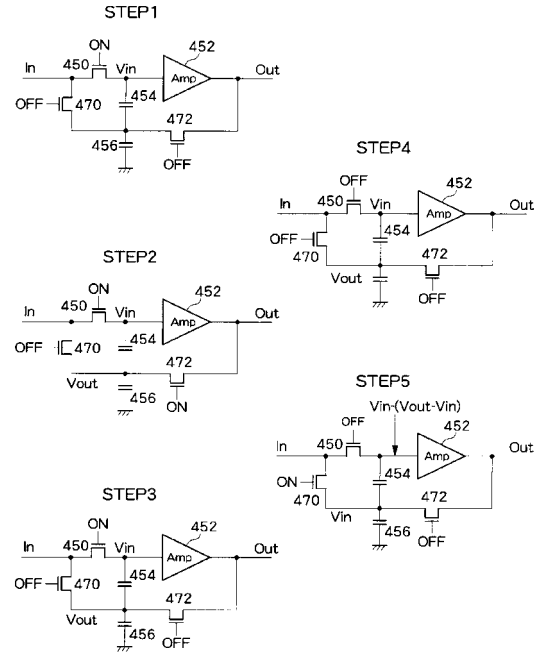 STEP1
ON
452
In
450
Vin
Amp
Out
454
OFF
470
472
456
OFF
STEP2
ON
452
In
450
Vin
Amp
Out
454
OFF
470
472
Vout
456
ON
STEP3
ON
452
In
450
Vin
Amp
Out
454
OFF
470
472
Vout
456
OFF
STEP4
OFF
452
In
450
Vin
Amp
Out
454
OFF
470
472
Vout
OFF
STEP5
Vin-(Vout-Vin)
OFF
452
In
450
Amp
Out
454
ON
470
472
Vin
456
OFF